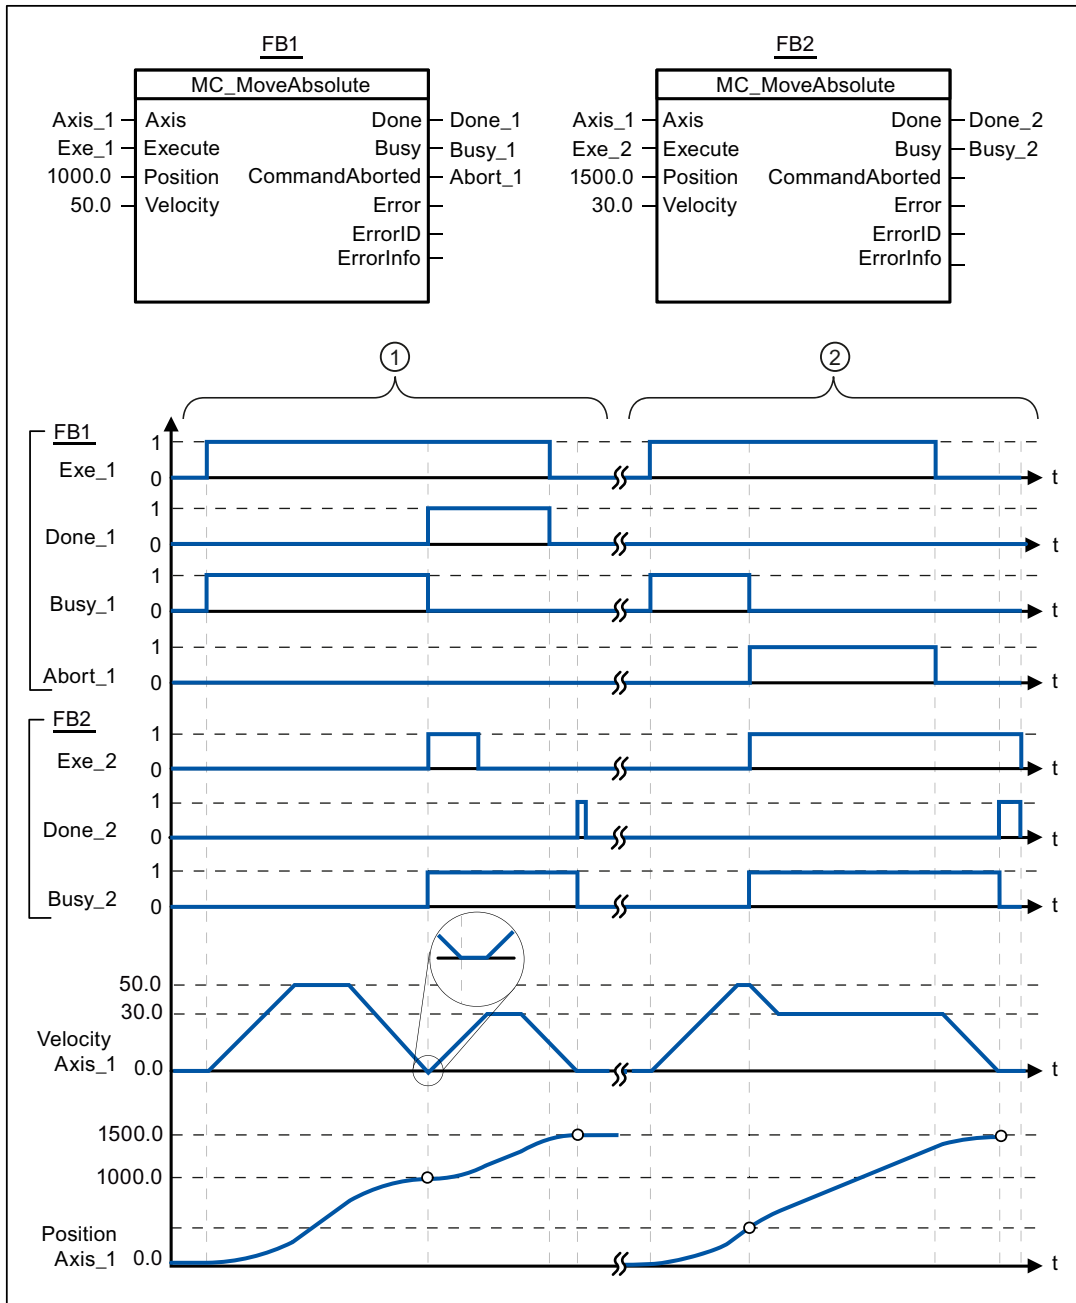 FB1
FB2
MC_MoveAbsolute
MC_MoveAbsolute
Axis_1 Axis Done Done_1
Exe_1 Execute Busy Busy_1
1000.0 Position CommandAborted Abort_1
50.0 Velocity Error
ErrorID
ErrorInfo
Axis_1 Axis Done Done_2
Exe_2 Execute Busy Busy_2
1500.0 Position CommandAborted
30.0 Velocity Error
ErrorID
ErrorInfo
1
2
FB1
Exe_1 1 0 t
Done_1 1 0 t
Busy_1 1 0 t
Abort_1 1 0 t
FB2
Exe_2 1 0 t
Done_2 1 0 t
Busy_2 1 0 t
50.0
30.0
Velocity
Axis_1 0.0 t
1500.0
1000.0
Position
Axis_1 0.0 t